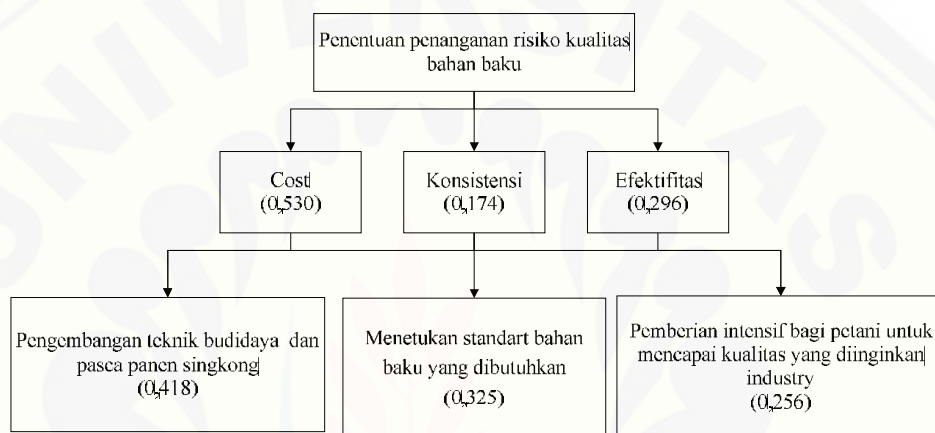 Penentuan penanganan risiko kualitas
bahan baku
Cost
(0,530)
Konsistensi
(0,174)
Efektifitas
(0,296)
Pengembangan teknik budidaya dan
pasca panen singkong
(0,418)
Menetukan standart bahan
baku yang dibutuhkan
(0,325)
Pemberian intensif bagi petani untuk
mencapai kualitas yang diinginkan
industry
(0,256)
UNIVERSITAS